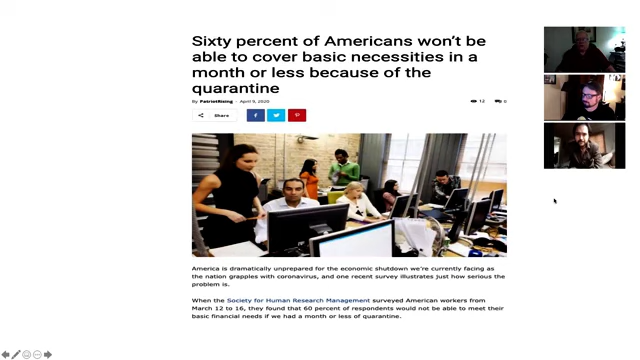 Sixty percent of Americans won't be
able to cover basic necessities in a
month or less because of the
quarantine
By PatriotRising - April 9, 2020
12
0
Share
America is dramatically unprepared for the economic shutdown we're currently facing as
the nation grapples with coronavirus, and one recent survey illustrates just how serious the
problem is.
When the Society for Human Research Management surveyed American workers from
March 12 to 16, they found that 60 percent of respondents would not be able to meet their
basic financial needs if we had a month or less of quarantine.